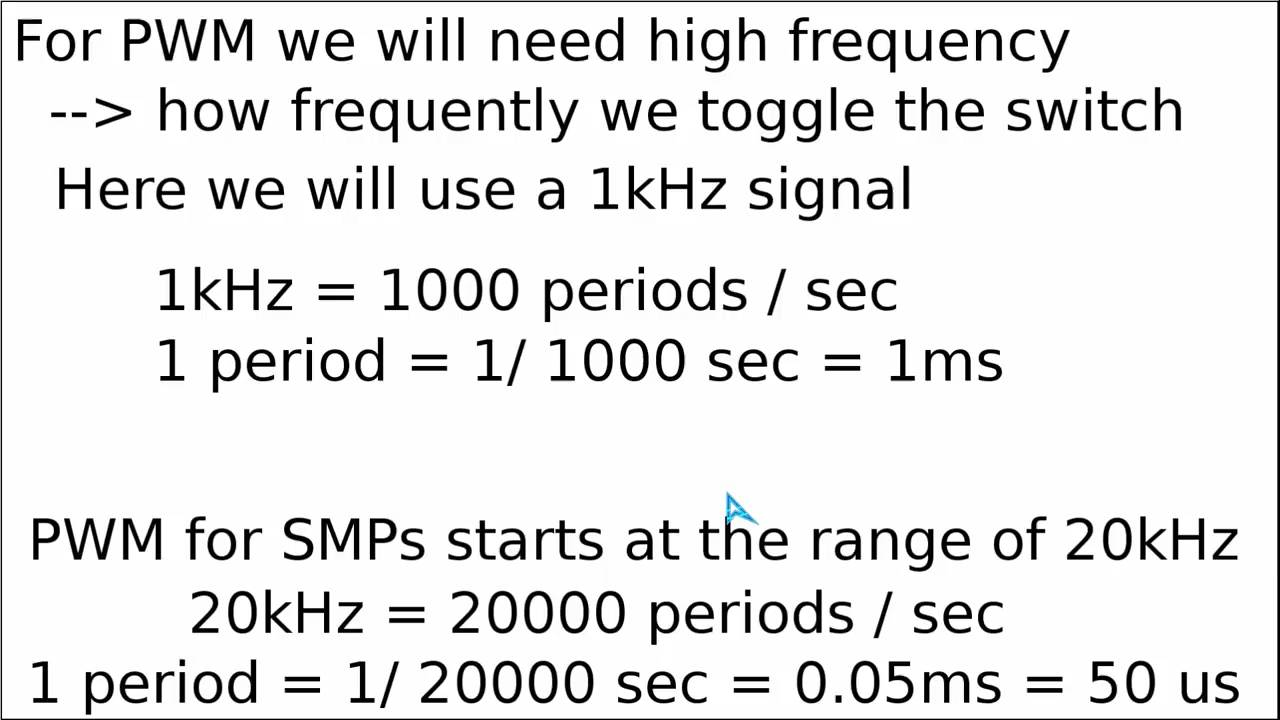 For PWM we will need high frequency
--> how frequently we toggle the switch
Here we will use a 1kHz signal
1kHz = 1000 periods / sec
1 period = 1/ 1000 sec = 1ms
PWM for SMPs starts at the range of 20kHz
20kHz = 20000 periods / sec
1 period = 1/ 20000 sec = 0.05ms = 50 us